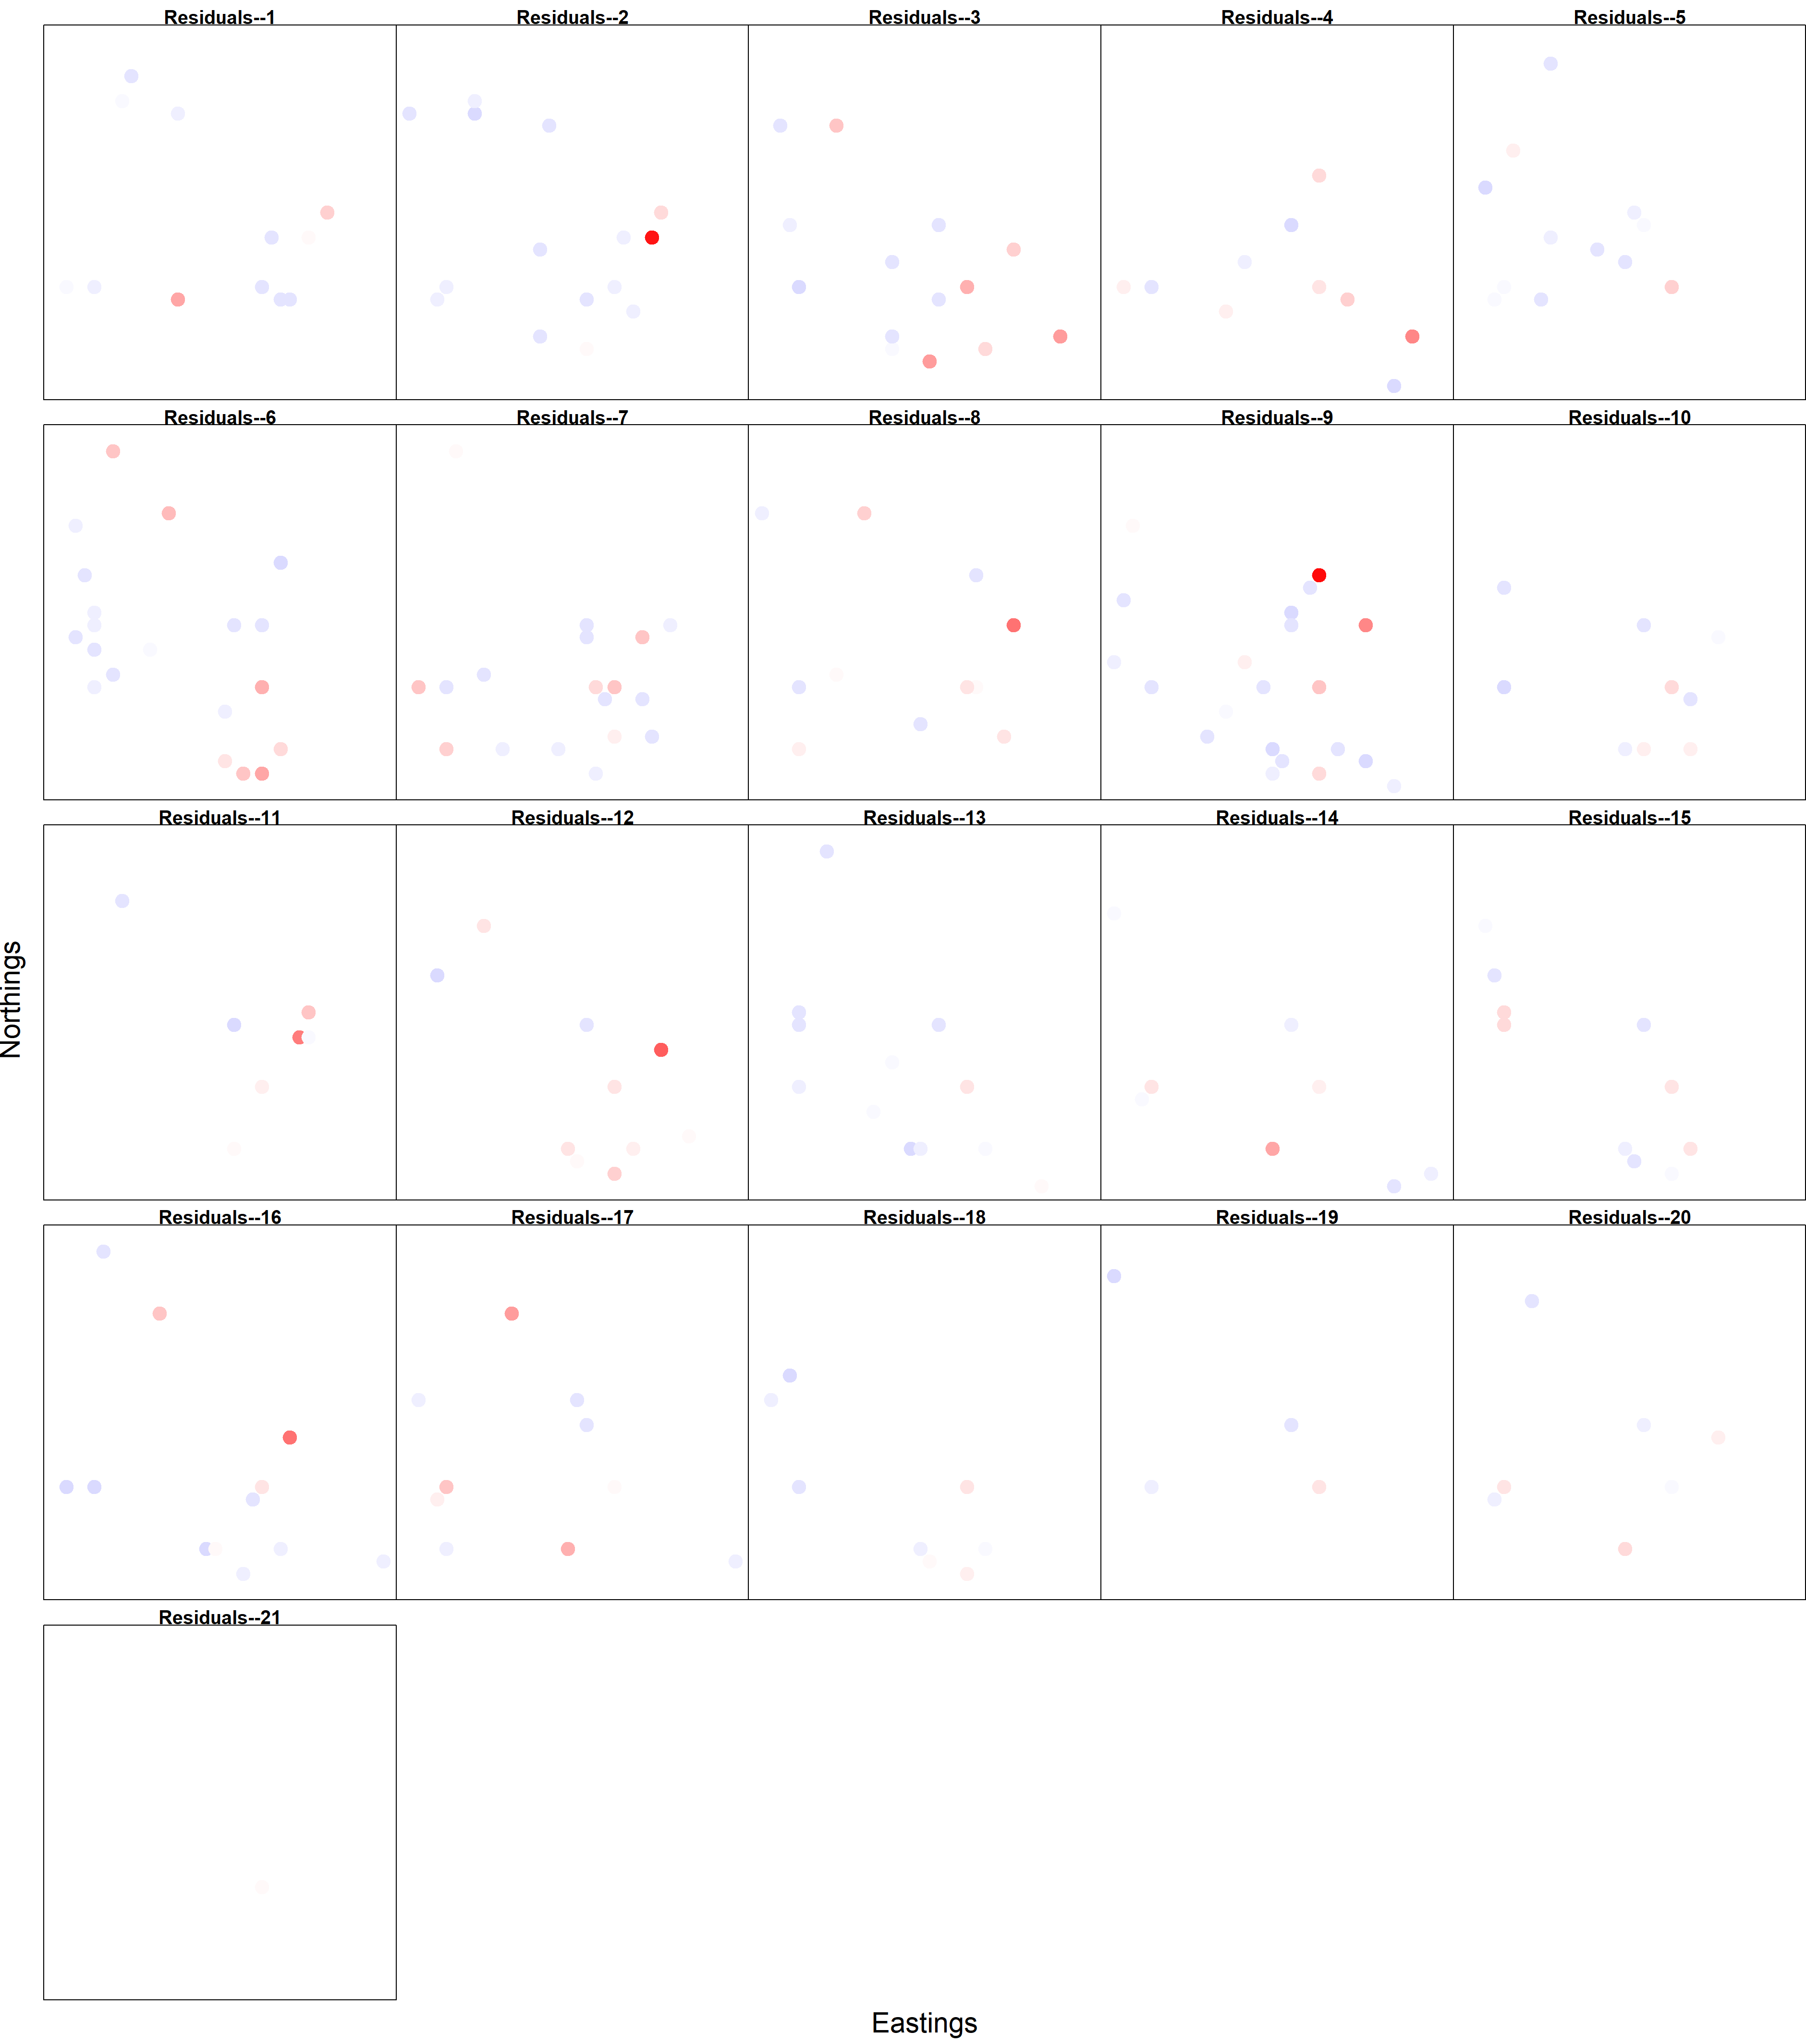 Residuals--1
Residuals--2
Residuals--3
Residuals--4
Residuals--5
Residuals--6
Residuals--7
Residuals--8
Residuals--9
Residuals--10
Residuals--11
Residuals--12
Residuals--13
Residuals--14
Residuals--15
Northings
Residuals--16
Residuals--17
Residuals--18
Residuals--19
Residuals--20
Residuals--21
Eastings